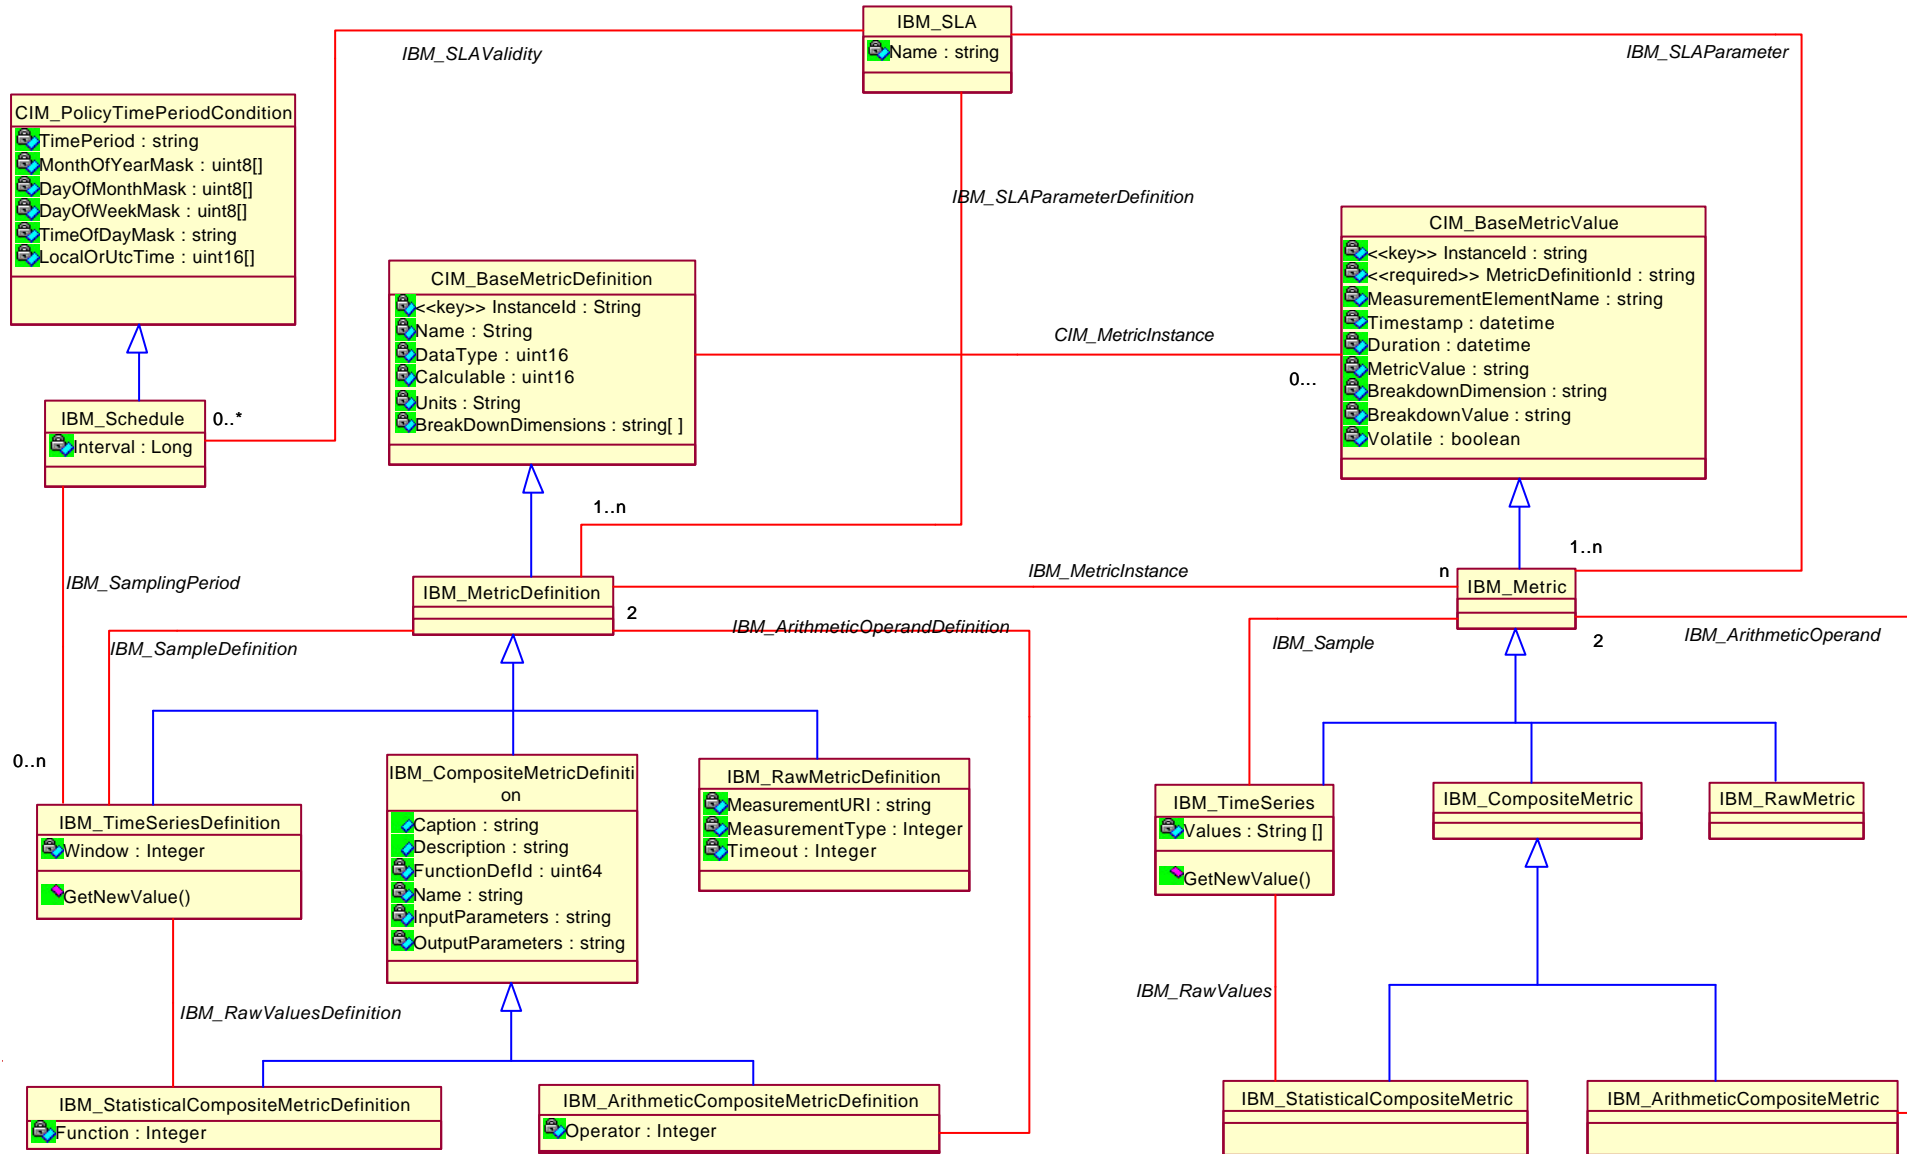 IBM_SLA
Name : string
IBM_SLAValidity
IBM_SLAParameter
CIM_PolicyTimePeriodCondition
TimePeriod : string
MonthOfYearMask : uint8[]
DayOfMonthMask : uint8[]
DayOfWeekMask : uint8[]
TimeOfDayMask : string
LocalOrUtcTime : uint16[]
IBM_SLAParameterDefinition
CIM_BaseMetricValue
<<key>> InstanceId : string
<<required>> MetricDefinitionId : string
MeasurementElementName : string
Timestamp : datetime
Duration : datetime
MetricValue : string
BreakdownDimension : string
BreakdownValue : string
Volatile : boolean
CIM_BaseMetricDefinition
<<key>> InstanceId : String
Name : String
DataType : uint16
Calculable : uint16
Units : String
BreakDownDimensions : string[ ]
CIM_MetricInstance
0...
IBM_Schedule
Interval : Long
0..*
1..n
1..n
IBM_SamplingPeriod
IBM_MetricDefinition
IBM_MetricInstance
n
IBM_Metric
2
IBM_ArithmeticOperandDefinition
IBM_SampleDefinition
IBM_Sample
2
IBM_ArithmeticOperand
0..n
IBM_TimeSeriesDefinition
Window : Integer
GetNewValue()
IBM_CompositeMetricDefiniti
on
Caption : string
Description : string
FunctionDefId : uint64
Name : string
InputParameters : string
OutputParameters : string
IBM_RawMetricDefinition
MeasurementURI : string
MeasurementType : Integer
Timeout : Integer
IBM_TimeSeries
Values : String []
GetNewValue()
IBM_CompositeMetric
IBM_RawMetric
IBM_RawValuesDefinition
IBM_RawValues
IBM_StatisticalCompositeMetricDefinition
Function : Integer
IBM_ArithmeticCompositeMetricDefinition
Operator : Integer
IBM_StatisticalCompositeMetric
IBM_ArithmeticCompositeMetric